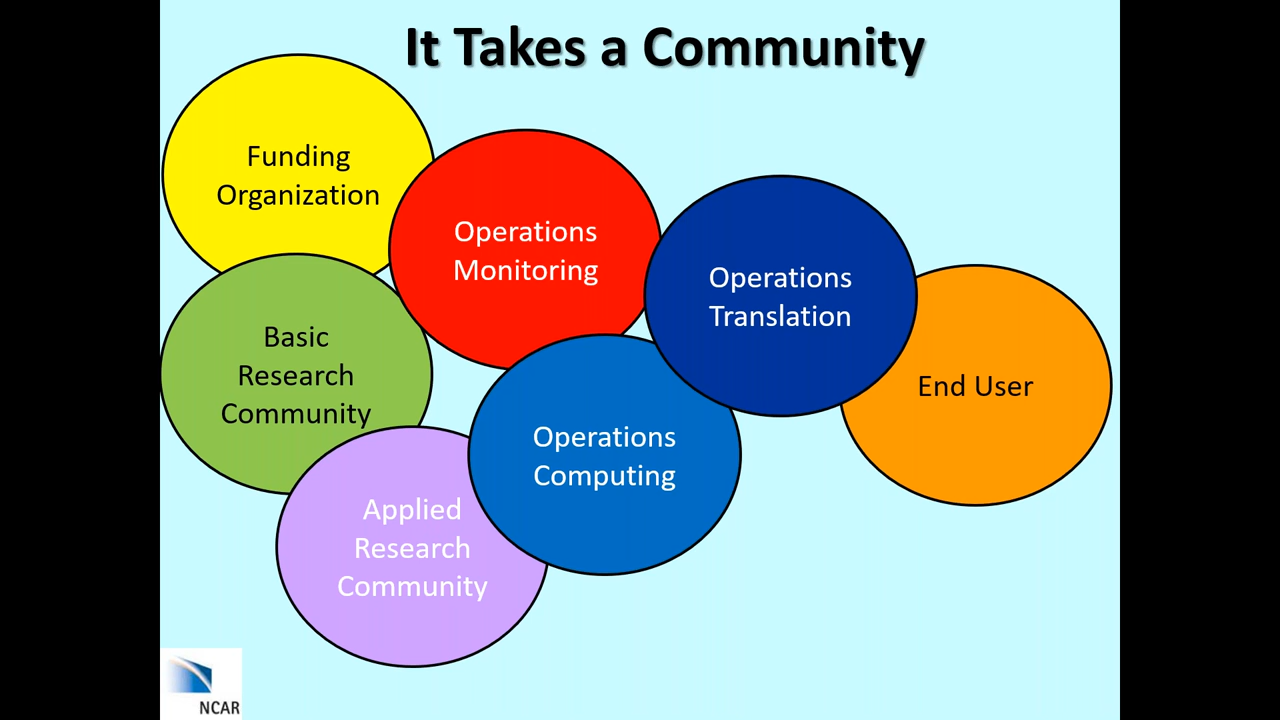 It Takes a Community
Funding
Organization
Operations
Monitoring
Operations
Translation
Basic
Research
Community
End User
Operations
Computing
Applied
Research
Community
NCAR